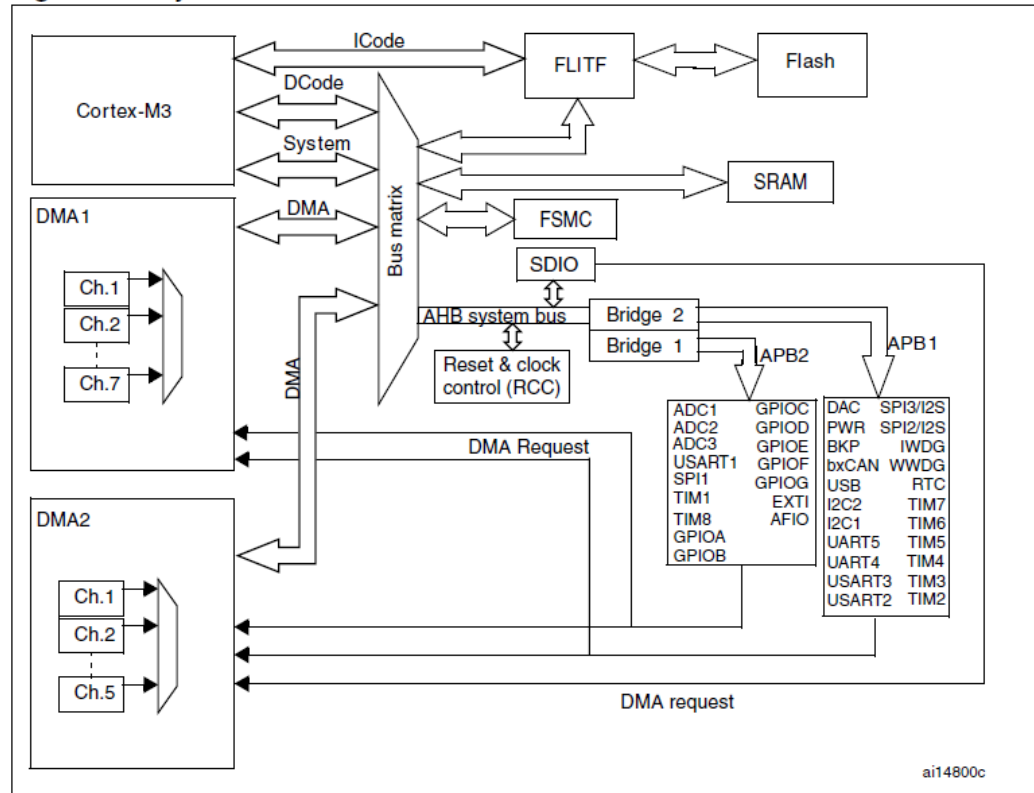 ICode
FLITF
Flash
Cortex-M3
DCode
System
SRAM
DMA1
DMA
Bus matrix
FSMC
SDIO
Ch.1
Ch.2
Ch.7
AHB system bus
Bridge 2
Bridge 1
APB2
APB1
Reset & clock
control (RCC)
DMA
DMA Request
ADC1 GPIOC
ADC2 GPIOD
ADC3 GPIOE
USART1 GPIOF
SPI1 GPIOG
TIM1 EXTI
TIM8 AFIO
GPIOA
GPIOB
DAC SPI3/I2S
PWR SPI2/I2S
BKP IWDG
bxCAN WWDG
USB RTC
I2C2 TIM7
I2C1 TIM6
UART5 TIM5
UART4 TIM4
USART3 TIM3
USART2 TIM2
DMA2
Ch.1
Ch.2
Ch.5
DMA request
ai14800c